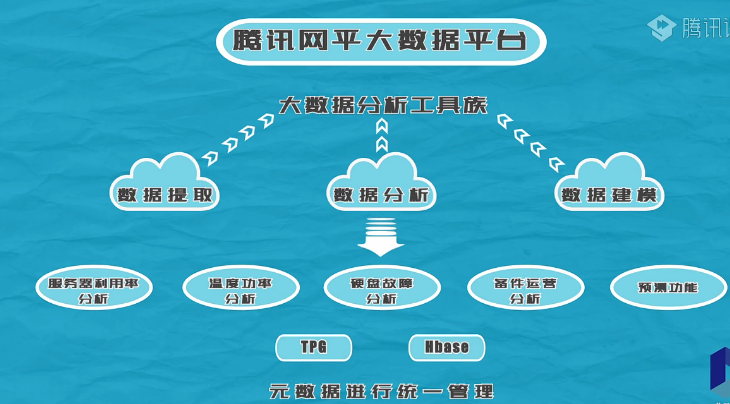 腾讯网平大数据平台
腾讯
大数据分析工具族
数据提取
数据分析
数据建模
服务器利用率
分析
温度功率
分析
硬盘故障
分析
备件运营
分析
预测功能
TPG
Hbase
元数据进行统一管理